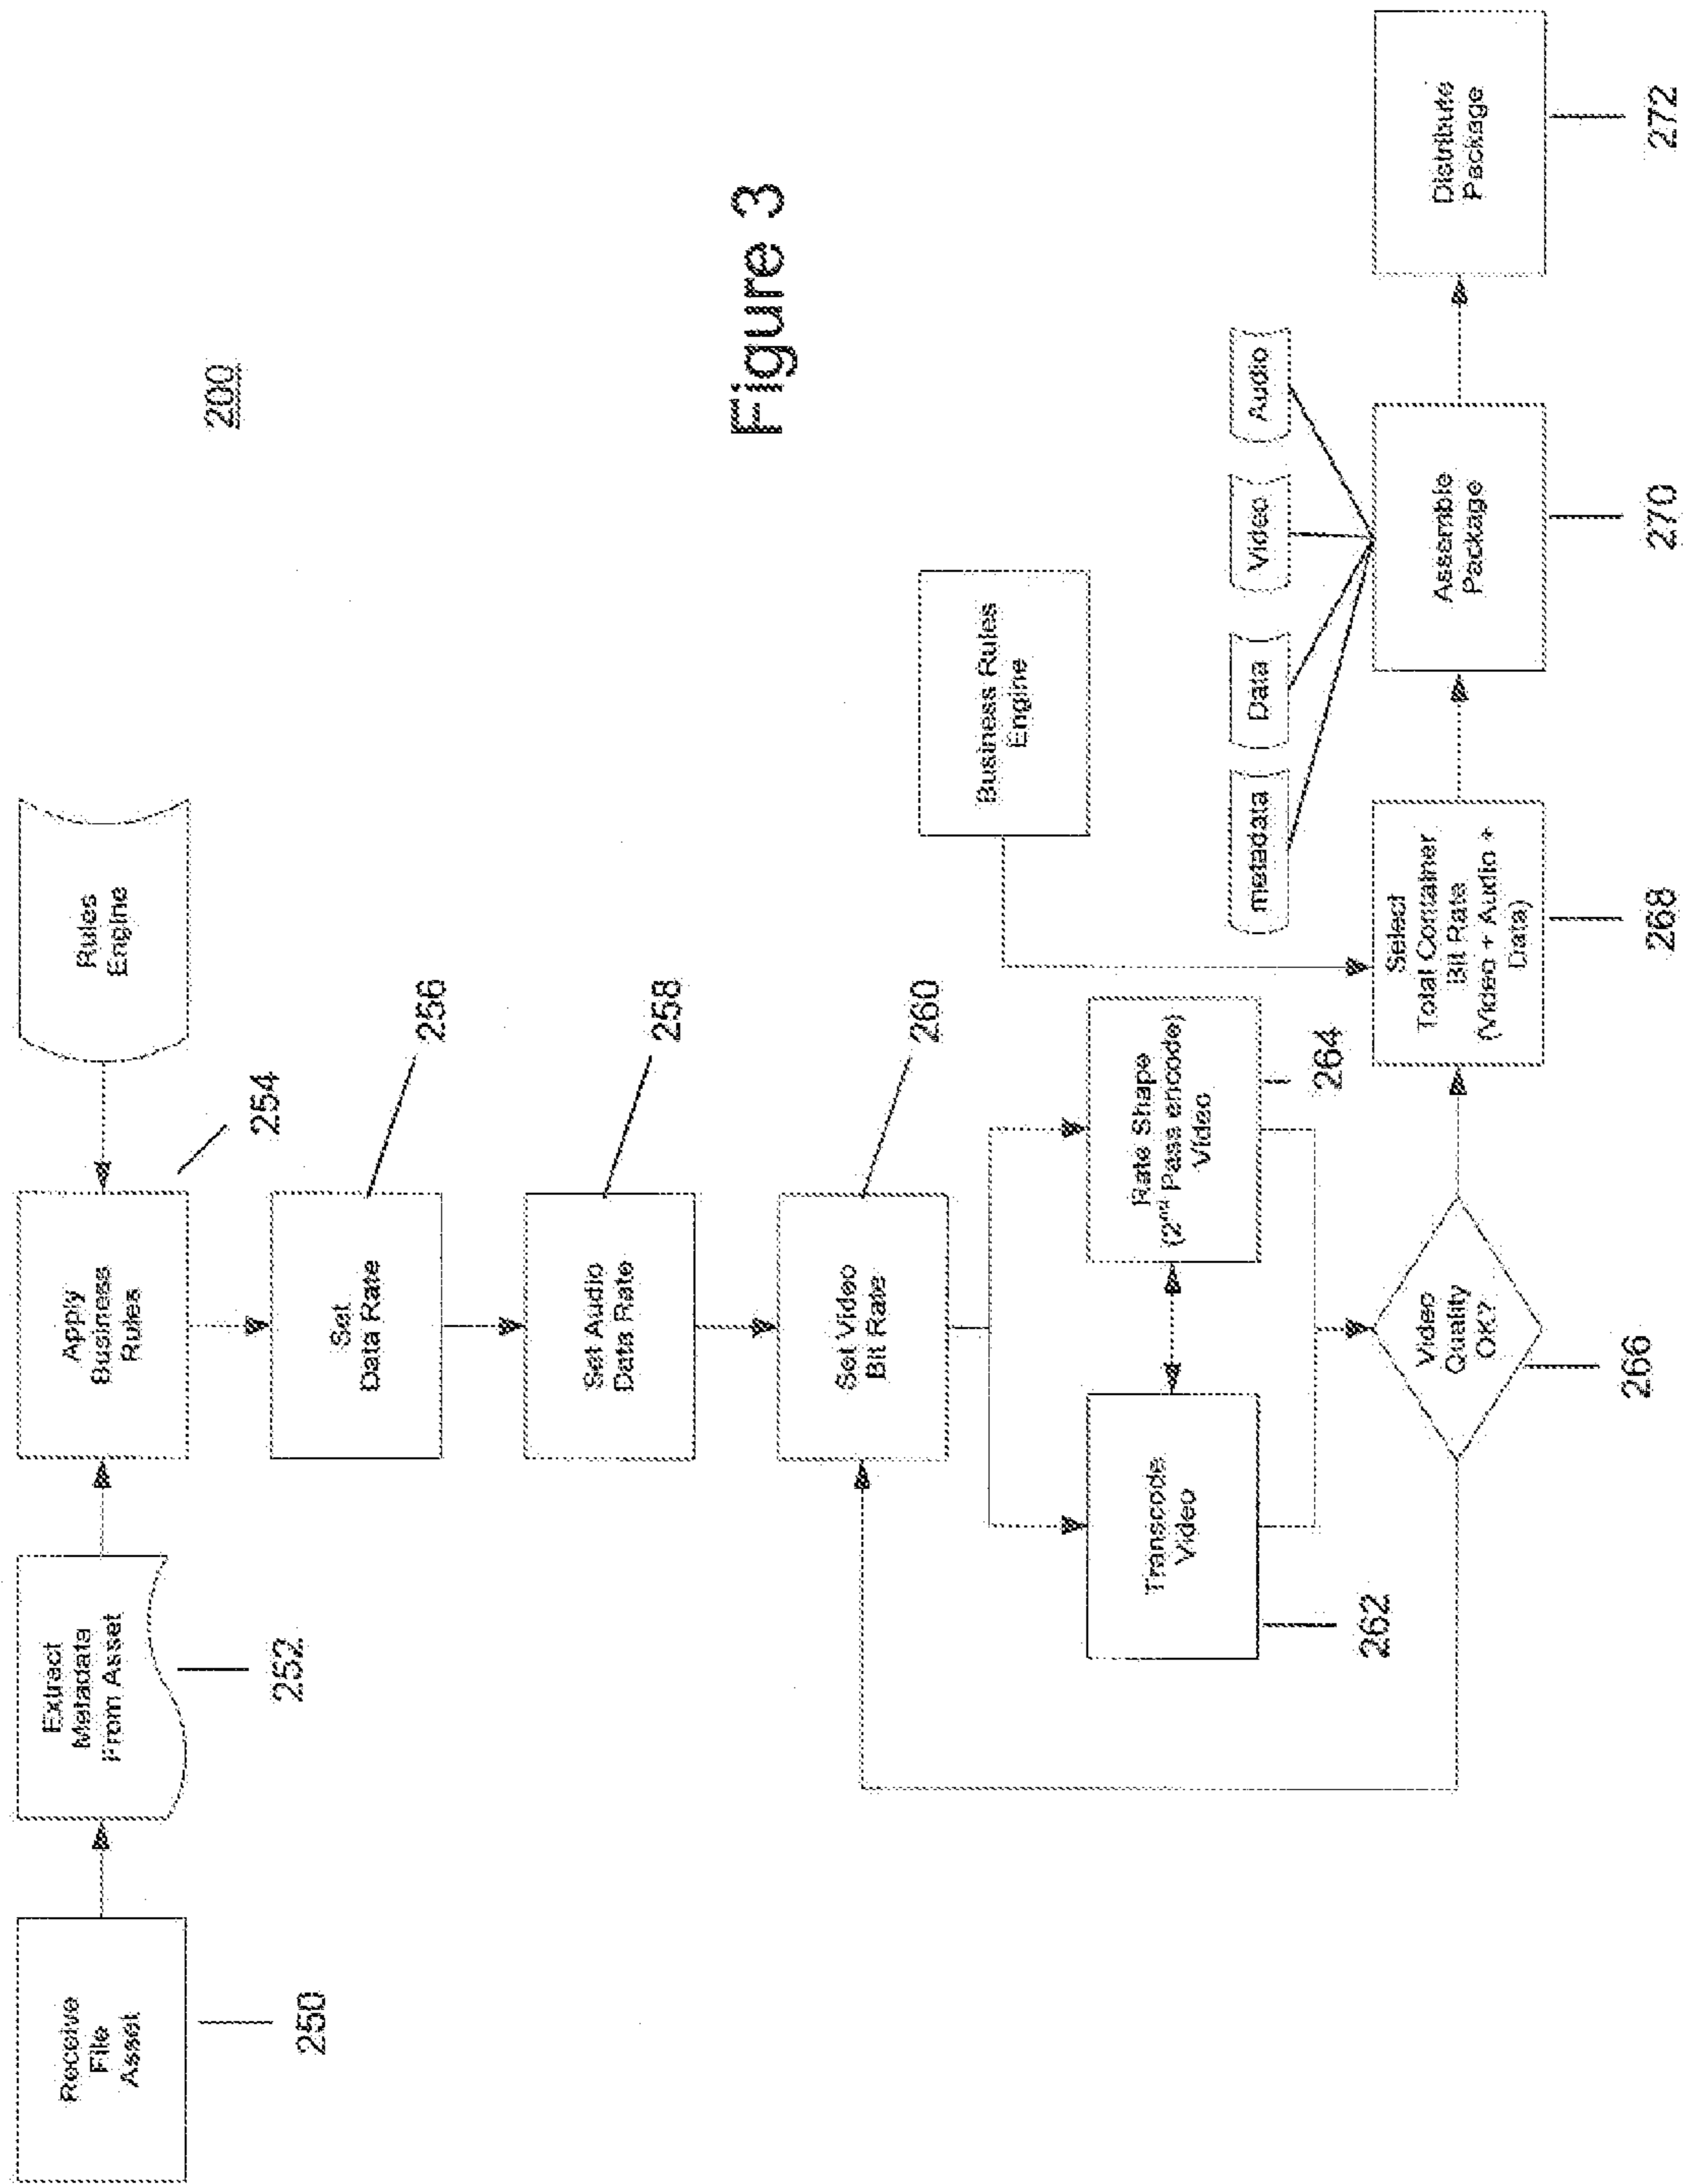 200
Receive
File
Asset
250
Extract
Metadata
From Asset
252
Apply
Business
Rules
254
Rules
Engine
Set
Data Rate
256
Set Audio
Data Rate
258
Set Video
Bit Rate
260
Transcode
Video
262
Rate Shape
(2nd Pass encode)
Video
264
Video
Quality
OK?
266
Business Rules
Engine
Select
Total Container
Bit Rate
(Video + Audio +
Data)
268
metadata
Data
Video
Audio
Assemble
Package
270
Distribute
Package
272
Figure 3